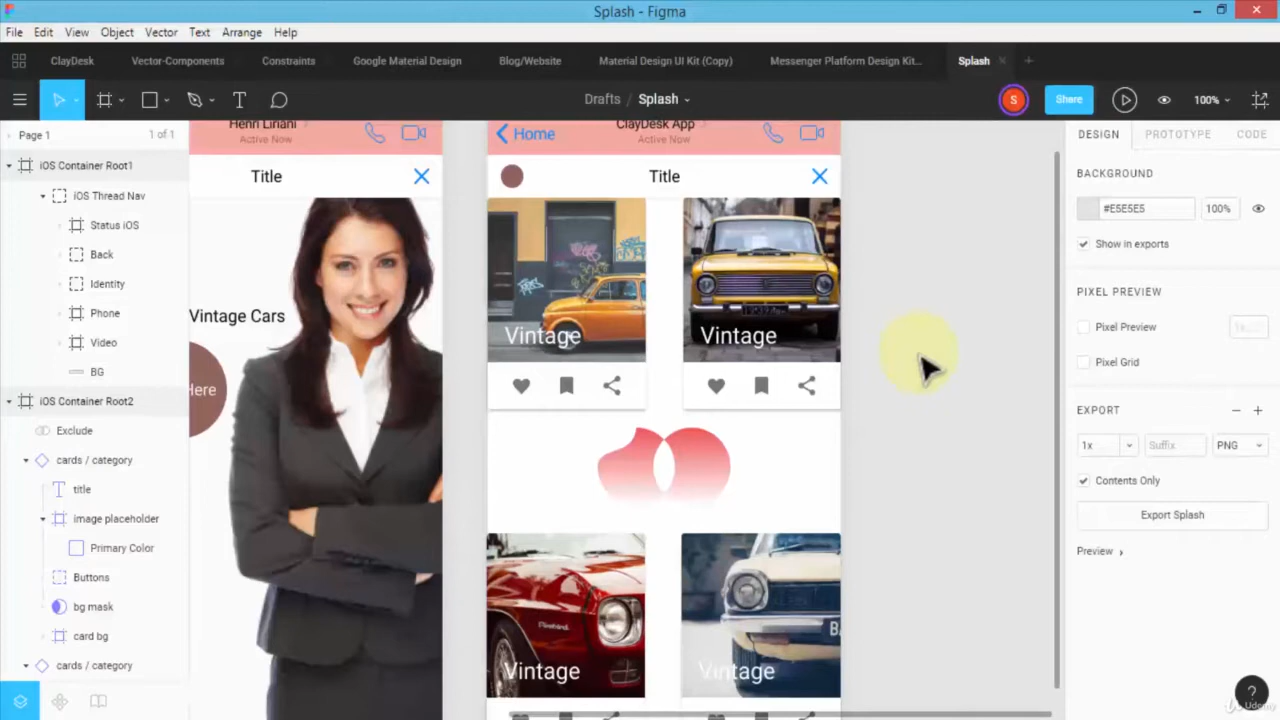 Splash - Figma
File Edit View Object Vector Text Arrange Help
ClayDesk Vector-Components Constraints Google Material Design Blog/Website Material Design UI Kit (Copy) Messenger Platform Design Kit... Splash
Drafts / Splash
S Share 100%
Page 1 1 of 1
iOS Container Root1
iOS Thread Nav
Status iOS
Back
Identity
Phone
Video
BG
iOS Container Root2
Exclude
cards / category
title
image placeholder
Primary Color
Buttons
bg mask
card bg
cards / category
Henri Liriani
Active Now
Title
Vintage Cars
Here
Home
ClayDesk App
Active Now
Title
Vintage
Vintage
Vintage
Vintage
DESIGN PROTOTYPE CODE
BACKGROUND
#E5E5E5 100%
Show in exports
PIXEL PREVIEW
Pixel Preview
Pixel Grid
EXPORT
1x Suffix PNG
Contents Only
Export Splash
Preview
?
Udemy